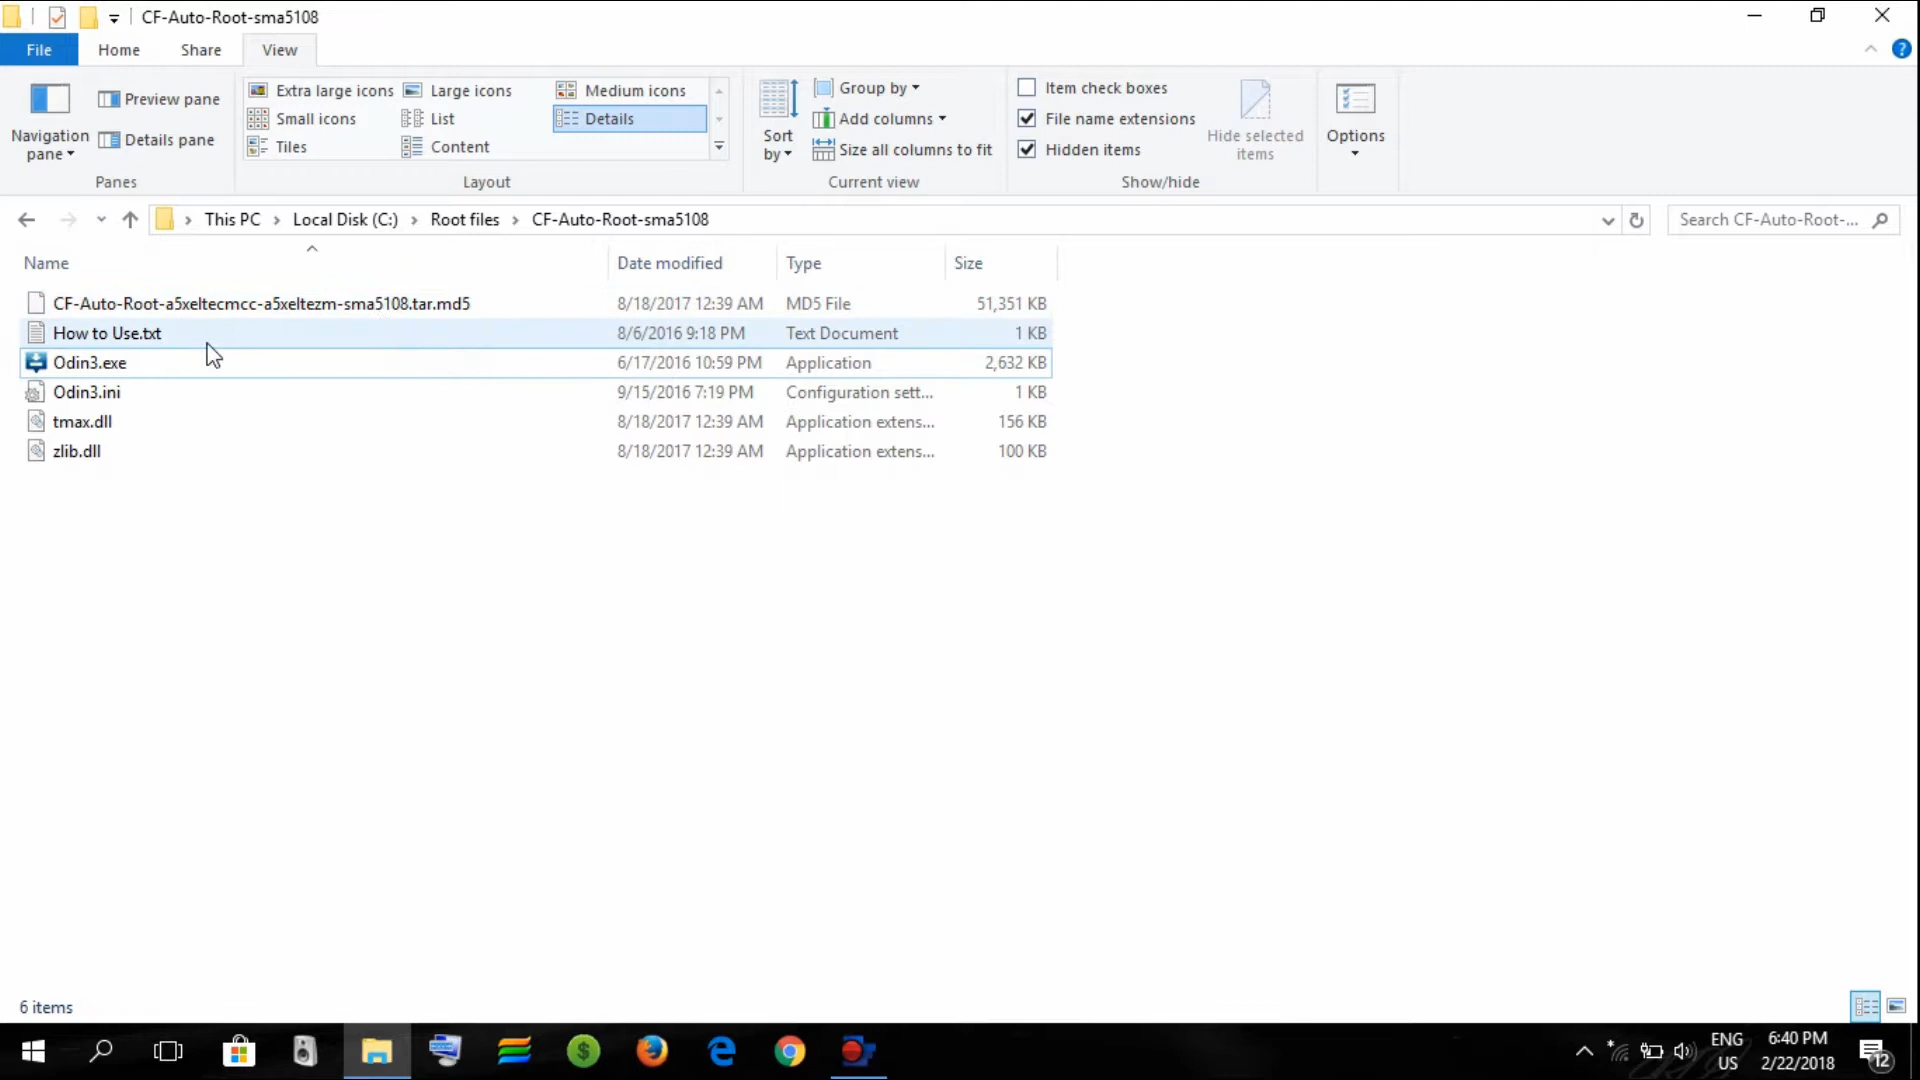 CF-Auto-Root-sma5108
File Home Share View
Navigation pane
Preview pane
Details pane
Panes
Extra large icons Large icons Medium icons
Small icons List Details
Tiles Content
Layout
Sort by
Group by
Add columns
Size all columns to fit
Current view
Item check boxes
File name extensions
Hidden items
Hide selected items
Show/hide
Options
This PC > Local Disk (C:) > Root files > CF-Auto-Root-sma5108
Search CF-Auto-Root-...
Name Date modified Type Size
CF-Auto-Root-a5xeltecmcc-a5xeltezm-sma5108.tar.md5 8/18/2017 12:39 AM MD5 File 51,351 KB
How to Use.txt 8/6/2016 9:18 PM Text Document 1 KB
Odin3.exe 6/17/2016 10:59 PM Application 2,632 KB
Odin3.ini 9/15/2016 7:19 PM Configuration sett... 1 KB
tmax.dll 8/18/2017 12:39 AM Application extens... 156 KB
zlib.dll 8/18/2017 12:39 AM Application extens... 100 KB
6 items
ENG 6:40 PM
US 2/22/2018
12